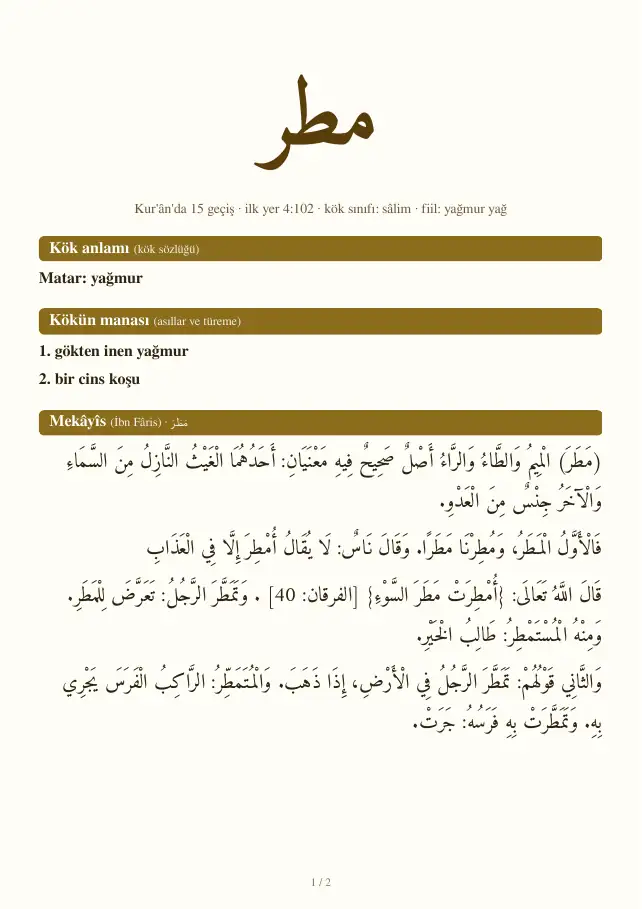 مطر
Kur'ân'da 15 geçiş · ilk yer 4:102 · kök sınıfı: sâlim · fiil: yağmur yağ
Kök anlamı (kök sözlüğü)
Matar: yağmur
Kökün manası (asıllar ve türeme)
1. gökten inen yağmur
2. bir cins koşu
Mekâyîs (İbn Fâris) · مَطَرَ
(مَطَرَ) الْمِيمُ وَالطَّاءُ وَالرَّاءُ أَصْلٌ صَحِيحٌ فِيهِ مَعْنَيَانِ: أَحَدُهُمَا الْغَيْثُ النَّازِلُ مِنَ السَّمَاءِ
وَالْآخَرُ جِنْسٌ مِنَ الْعَدْوِ.
فَالْأَوَّلُ الْمَطَرُ، وَمُطِرْنَا مَطَرًا. وَقَالَ نَاسٌ: لَا يُقَالُ أُمْطِرَ إِلَّا فِي الْعَذَابِ
قَالَ اللَّهُ تَعَالَى: {أُمْطِرَتْ مَطَرَ السَّوْءِ} [الفرقان: 40] . وَتَمَطَّرَ الرَّجُلُ: تَعَرَّضَ لِلْمَطَرِ.
وَمِنْهُ الْمُسْتَمْطِرُ: طَالِبُ الْخَيْرِ.
وَالثَّانِي قَوْلُهُمْ: تَمَطَّرَ الرَّجُلُ فِي الْأَرْضِ، إِذَا ذَهَبَ. وَالْمُتَمَطِّرُ: الرَّاكِبُ الْفَرَسَ يَجْرِي
بِهِ. وَتَمَطَّرَتْ بِهِ فَرَسُهُ: جَرَتْ.
1 / 2